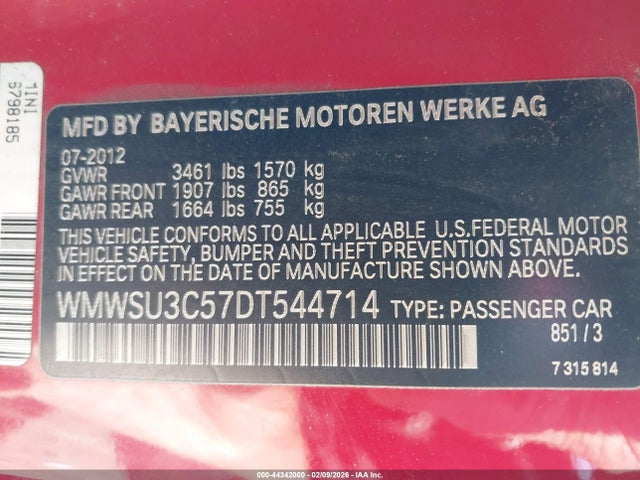 MINI
6798185
MFD BY BAYERISCHE MOTOREN WERKE AG
07-2012
GVWR 3461 lbs 1570 kg
GAWR FRONT 1907 lbs 865 kg
GAWR REAR 1664 lbs 755 kg
THIS VEHICLE CONFORMS TO ALL APPLICABLE U.S.FEDERAL MOTOR
VEHICLE SAFETY, BUMPER AND THEFT PREVENTION STANDARDS
IN EFFECT ON THE DATE OF MANUFACTURE SHOWN ABOVE.
WMWSU3C57DT544714 TYPE: PASSENGER CAR
851/3
7 315 814
000-44342000 - 02/09/2026 - IAA Inc.